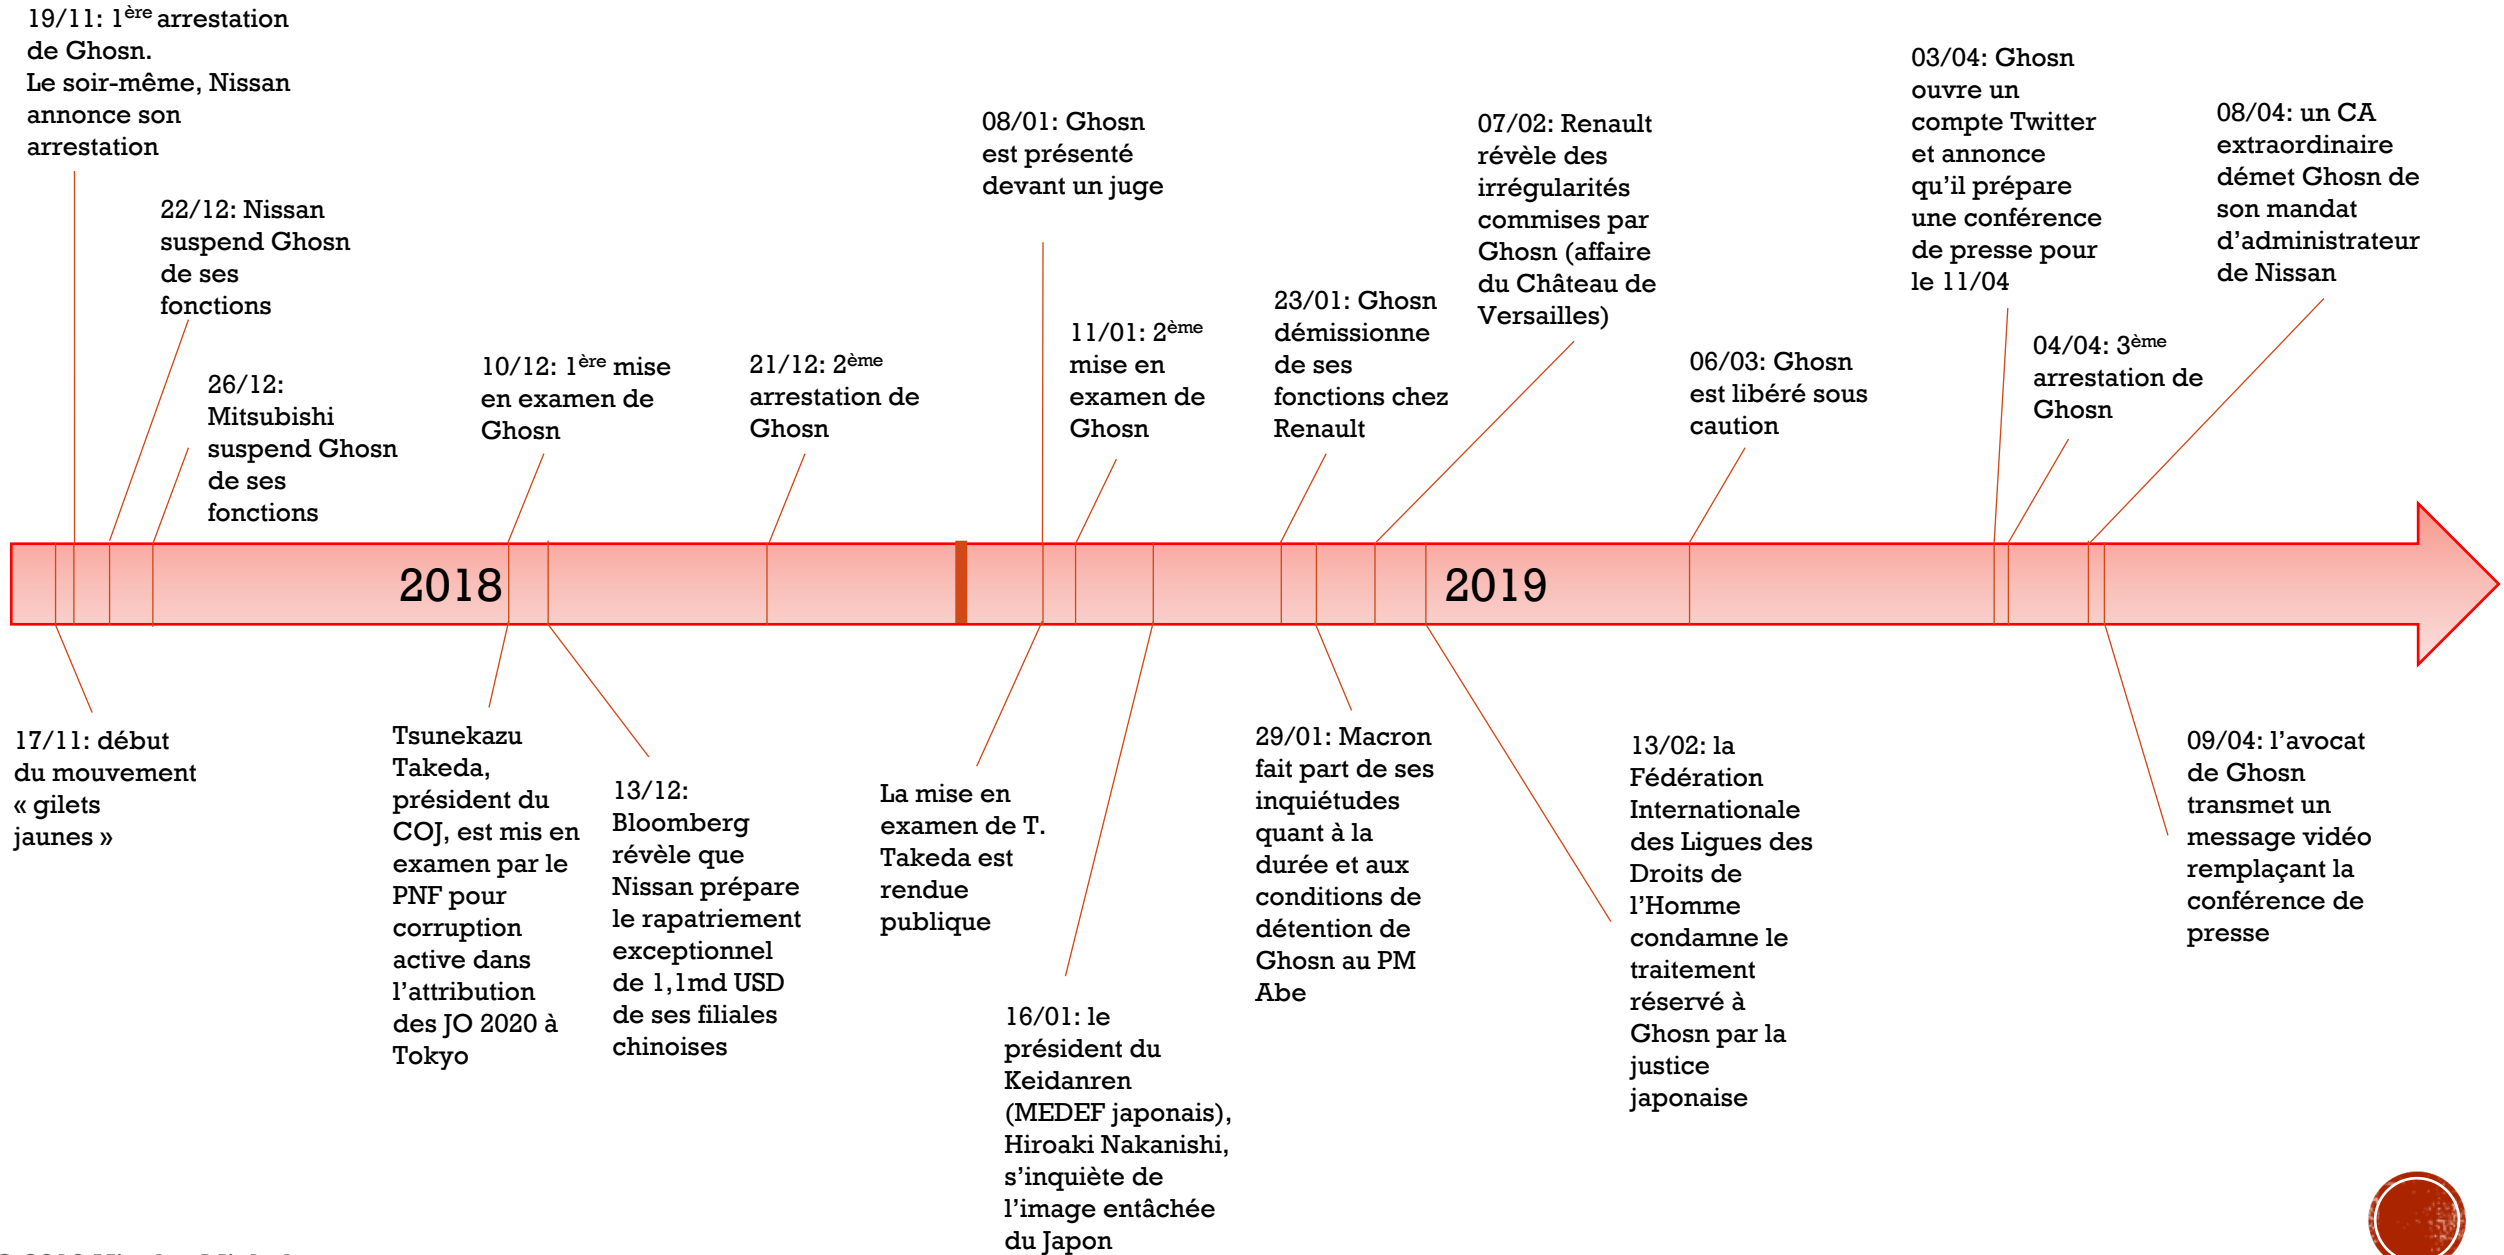 19/11: 1ère arrestation
de Ghosn.
Le soir-même, Nissan
annonce son
arrestation
22/12: Nissan
suspend Ghosn
de ses
fonctions
26/12:
Mitsubishi
suspend Ghosn
de ses
fonctions
10/12: 1ère mise
en examen de
Ghosn
21/12: 2ème
arrestation de
Ghosn
08/01: Ghosn
est présenté
devant un juge
11/01: 2ème
mise en
examen de
Ghosn
23/01: Ghosn
démissionne
de ses
fonctions chez
Renault
07/02: Renault
révèle des
irrégularités
commises par
Ghosn (affaire
du Château de
Versailles)
06/03: Ghosn
est libéré sous
caution
03/04: Ghosn
ouvre un
compte Twitter
et annonce
qu’il prépare
une conférence
de presse pour
le 11/04
04/04: 3ème
arrestation de
Ghosn
08/04: un CA
extraordinaire
démet Ghosn de
son mandat
d’administrateur
de Nissan
2018
2019
17/11: début
du mouvement
« gilets
jaunes »
Tsunekazu
Takeda,
président du
COJ, est mis en
examen par le
PNF pour
corruption
active dans
l’attribution
des JO 2020 à
Tokyo
13/12:
Bloomberg
révèle que
Nissan prépare
le rapatriement
exceptionnel
de 1,1md USD
de ses filiales
chinoises
La mise en
examen de T.
Takeda est
rendue
publique
16/01: le
président du
Keidanren
(MEDEF japonais),
Hiroaki Nakanishi,
s’inquiète de
l’image entâchée
du Japon
29/01: Macron
fait part de ses
inquiétudes
quant à la
durée et aux
conditions de
détention de
Ghosn au PM
Abe
13/02: la
Fédération
Internationale
des Ligues des
Droits de
l’Homme
condamne le
traitement
réservé à
Ghosn par la
justice
japonaise
09/04: l’avocat
de Ghosn
transmet un
message vidéo
remplaçant la
conférence de
presse